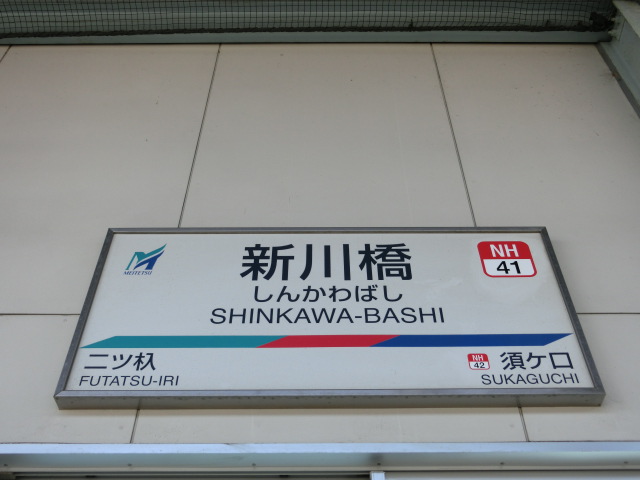 MEITETSU
新川橋
しんかわばし
SHINKAWA-BASHI
NH
41
二ツ杁
FUTATSU-IRI
NH
42
須ケ口
SUKAGUCHI